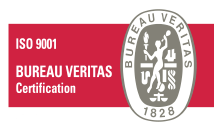 ISO 9001
BUREAU VERITAS
Certification
BUREAU VERITAS
1828